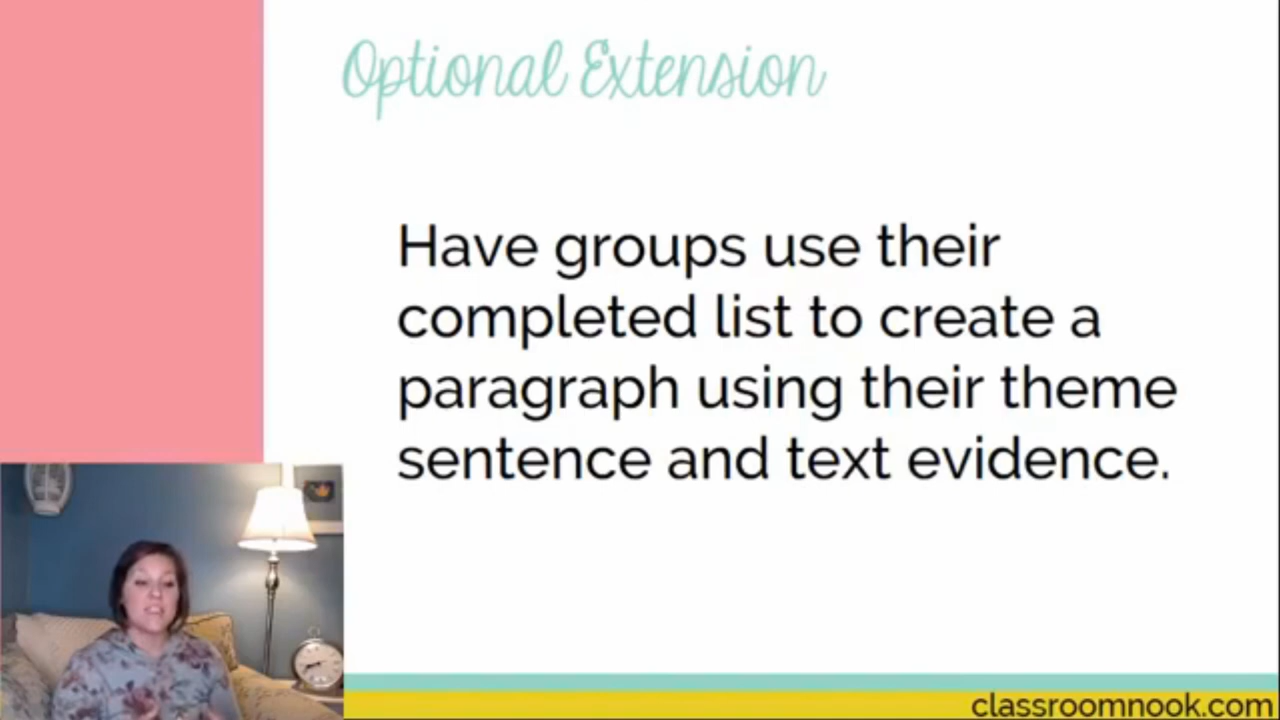 Optional Extension
Have groups use their
completed list to create a
paragraph using their theme
sentence and text evidence.
classroomnook.com